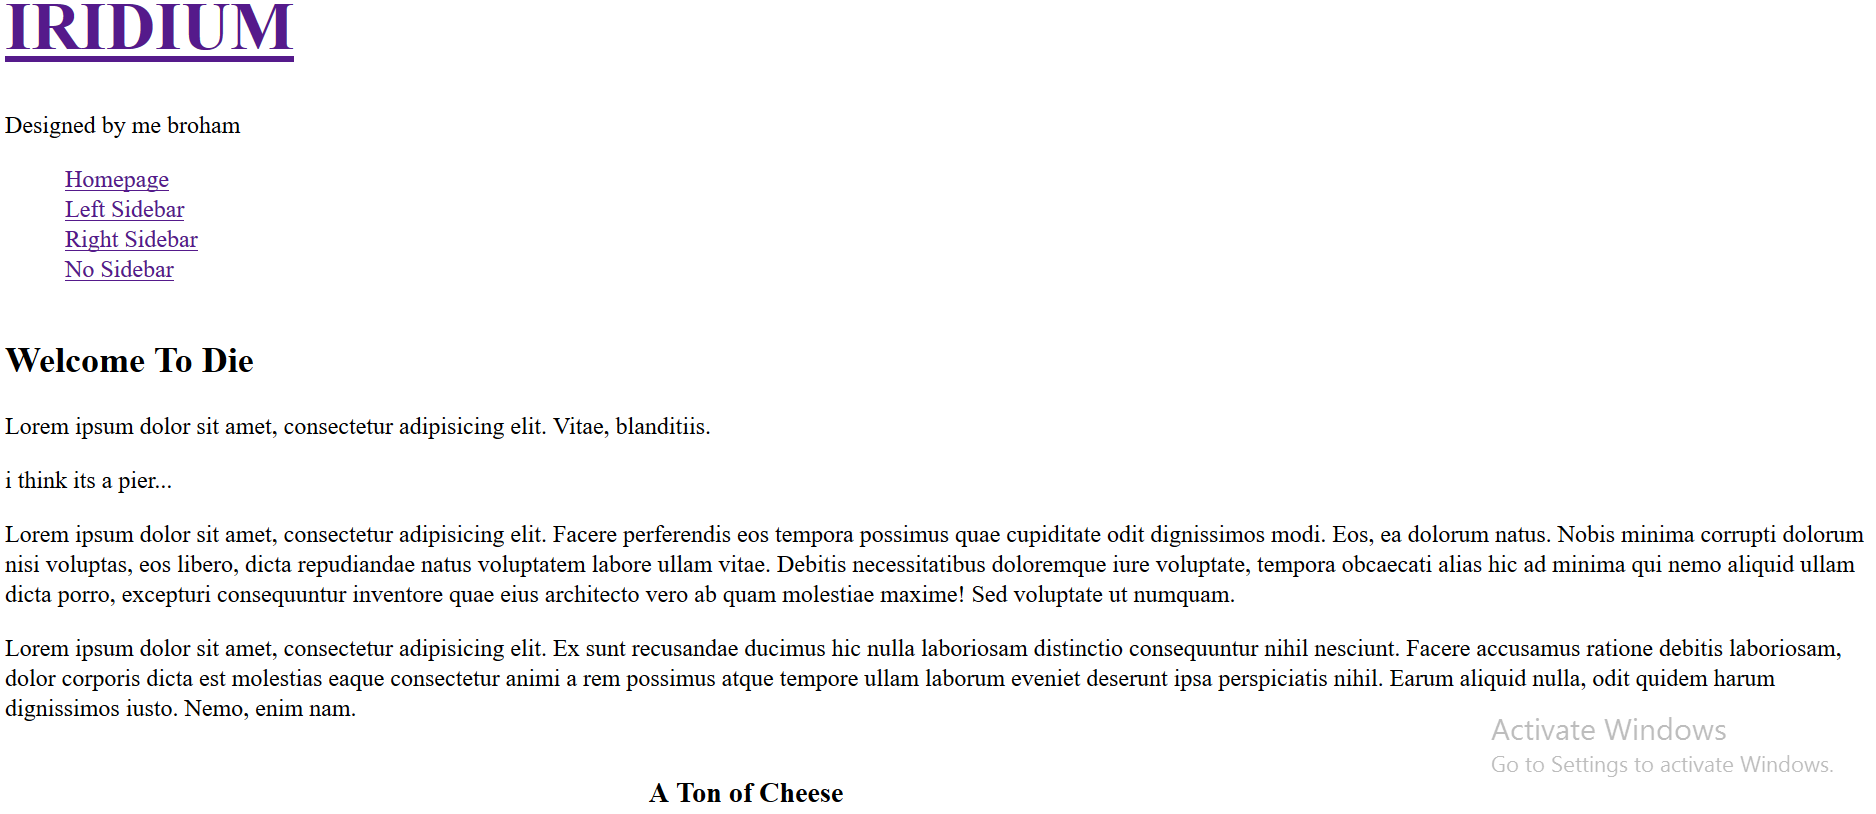 IRIDIUM
Designed by me broham
Homepage
Left Sidebar
Right Sidebar
No Sidebar
Welcome To Die
Lorem ipsum dolor sit amet, consectetur adipisicing elit. Vitae, blanditiis.
i think its a pier...
Lorem ipsum dolor sit amet, consectetur adipisicing elit. Facere perferendis eos tempora possimus quae cupiditate odit dignissimos modi. Eos, ea dolorum natus. Nobis minima corrupti dolorum
nisi voluptas, eos libero, dicta repudiandae natus voluptatem labore ullam vitae. Debitis necessitatibus doloremque iure voluptate, tempora obcaecati alias hic ad minima qui nemo aliquid ullam
dicta porro, excepturi consequuntur inventore quae eius architecto vero ab quam molestiae maxime! Sed voluptate ut numquam.
Lorem ipsum dolor sit amet, consectetur adipisicing elit. Ex sunt recusandae ducimus hic nulla laboriosam distinctio consequuntur nihil nesciunt. Facere accusamus ratione debitis laboriosam,
dolor corporis dicta est molestias eaque consectetur animi a rem possimus atque tempore ullam laborum eveniet deserunt ipsa perspiciatis nihil. Earum aliquid nulla, odit quidem harum
dignissimos iusto. Nemo, enim nam.
Activate Windows
Go to Settings to activate Windows.
A Ton of Cheese